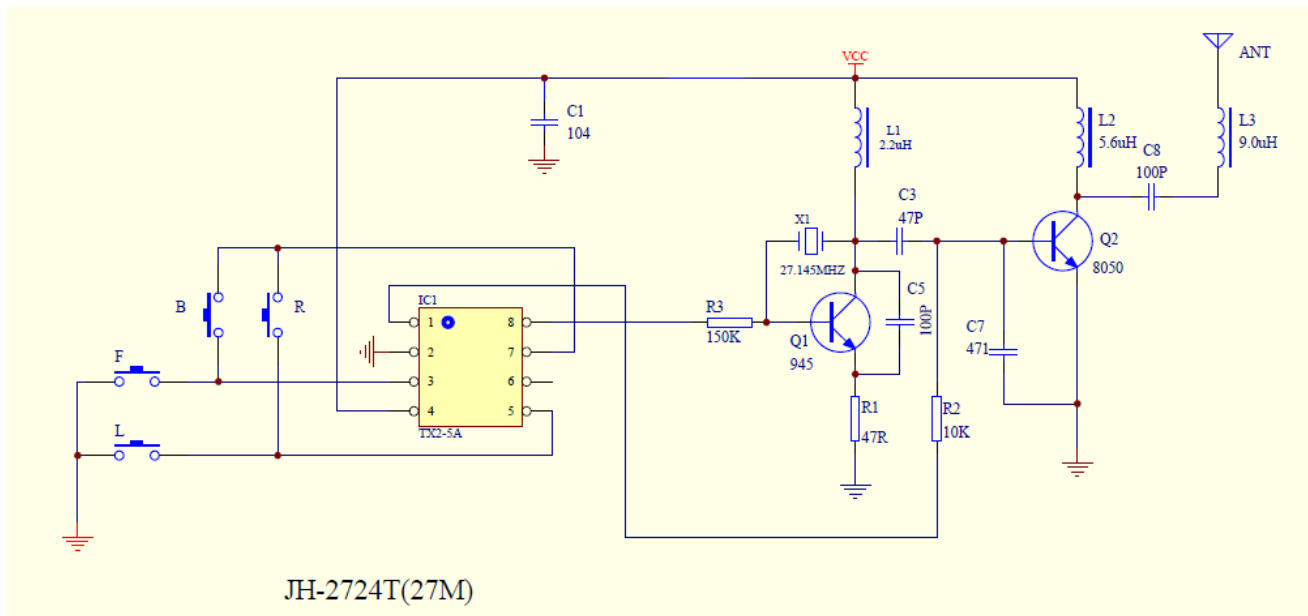 ANT
VCC
C1
104
L1
2.2uH
L2
5.6uH
L3
9.0uH
C8
100P
C3
47P
X1
27.145MHZ
Q2
8050
B
R
IC1
1
8
2
7
3
6
4
5
TX2-5A
R3
150K
Q1
945
C5
100P
C7
471
F
L
R1
47R
R2
10K
JH-2724T(27M)